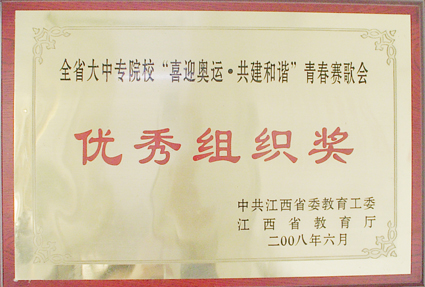 全省大中专院校“喜迎奥运·共建和谐”青春赛歌会
优秀组织奖
中共江西省委教育工委
江西省教育厅
二00八年六月